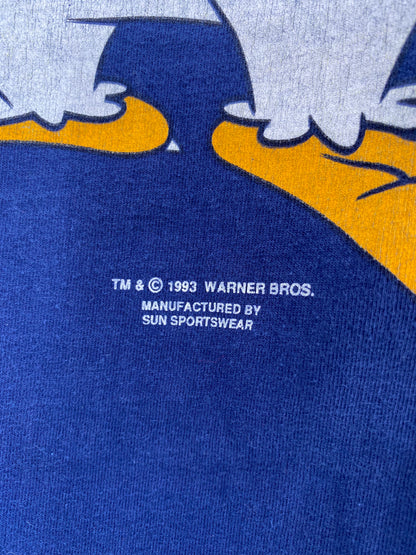 TM & © 1993 WARNER BROS.
MANUFACTURED BY
SUN SPORTSWEAR